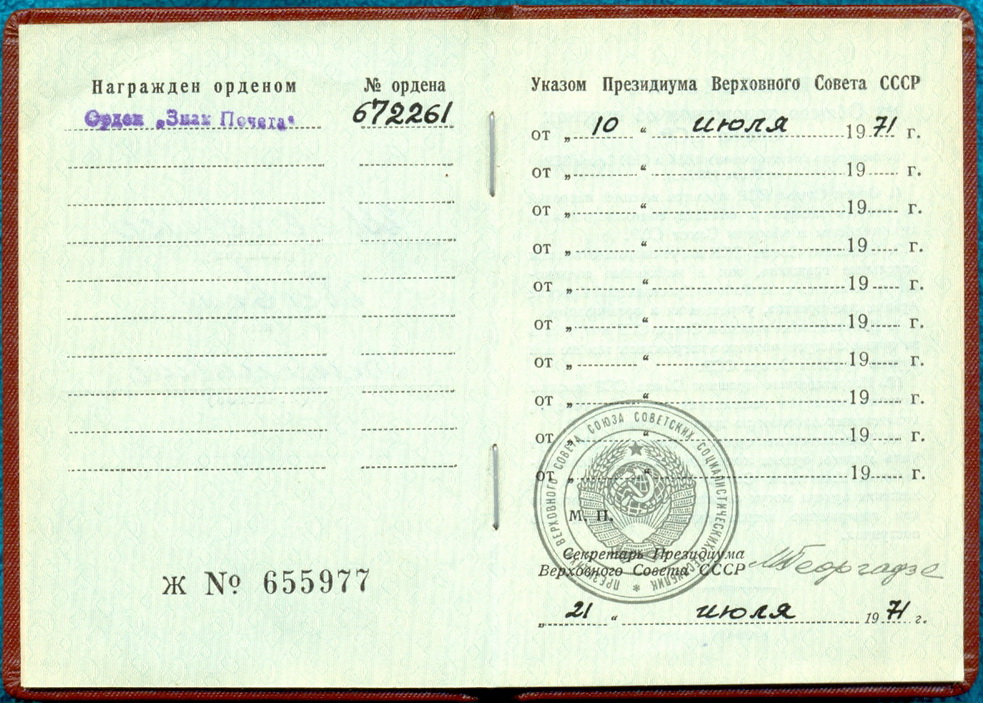 Награжден орденом
№ ордена
Орден „Знак Почета"
672261
Ж № 655977
Указом Президиума Верховного Совета СССР
от „ 10 “ июля 1971 г.
от „ “ 19 г.
от „ “ 19 г.
от „ “ 19 г.
от „ “ 19 г.
от „ “ 19 г.
от „ “ 19 г.
от „ “ 19 г.
от „ “ 19 г.
от „ “ 19 г.
ПРЕЗИДИУМ ВЕРХОВНОГО СОВЕТА СОЮЗА СОВЕТСКИХ СОЦИАЛИСТИЧЕСКИХ РЕСПУБЛИК
М. П.
Секретарь Президиума
Верховного Совета СССР
МГеоргадзе
„ 21 “ июля 1971 г.